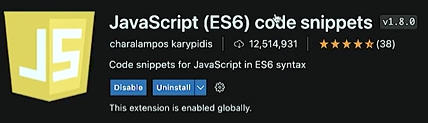 JavaScript (ES6) code snippets v1.8.0
charalampos karypidis 12,514,931 (38)
Code snippets for JavaScript in ES6 syntax
Disable Uninstall
This extension is enabled globally.
JS